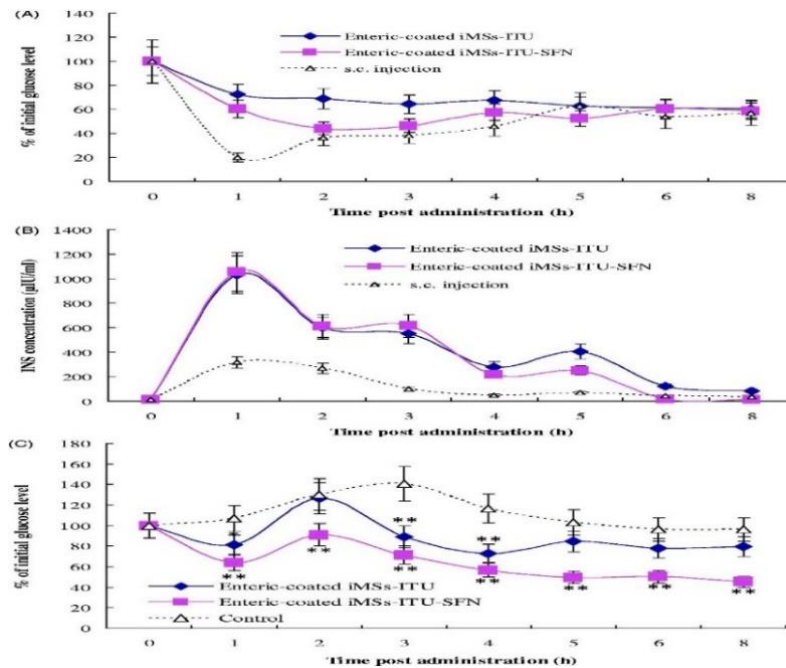 (A)
Enteric-coated iMSs-ITU
Enteric-coated iMSs-ITU-SFN
s.c. injection
% of initial glucose level
120
100
80
60
40
20
0
0 1 2 3 4 5 6 8
Time post administration (h)
(B)
Enteric-coated iMSs-ITU
Enteric-coated iMSs-ITU-SFN
s.c. injection
INS concentration (μIU/ml)
1400
1200
1000
800
600
400
200
0
0 1 2 3 4 5 6 8
Time post administration (h)
(C)
% of initial glucose level
180
160
140
120
100
80
60
40
20
0
*
**
**
**
**
**
**
**
**
**
Enteric-coated iMSs-ITU
Enteric-coated iMSs-ITU-SFN
Control
0 1 2 3 4 5 6 8
Time post administration (h)